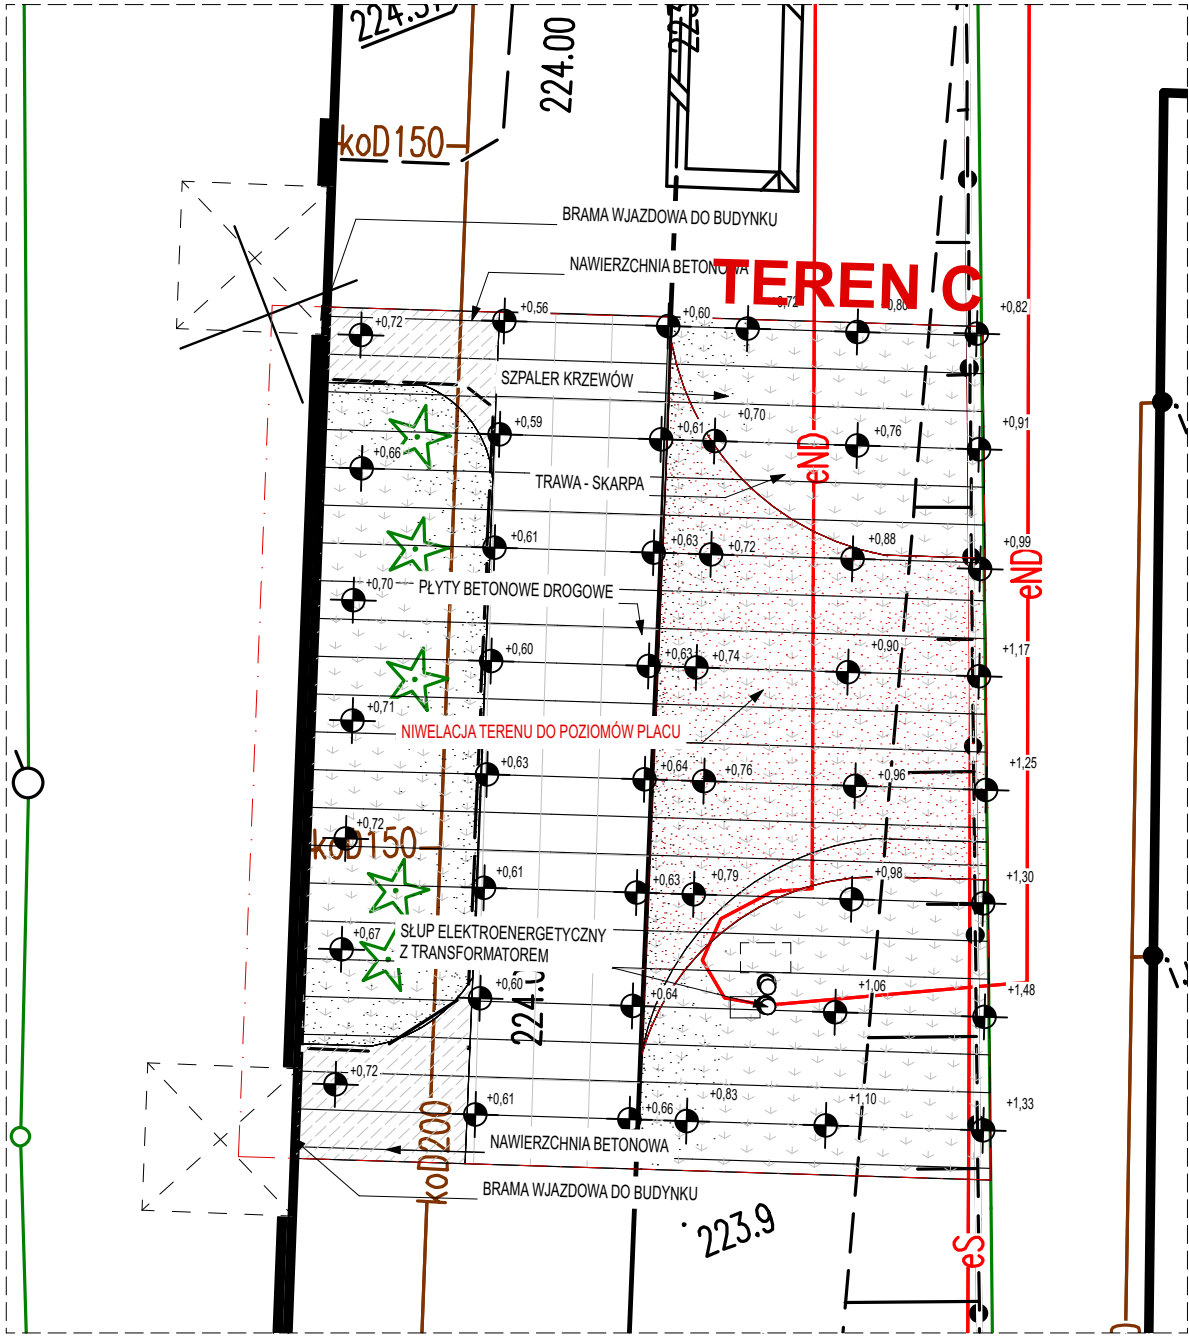 224.00
koD150
BRAMA WJAZDOWA DO BUDYNKU
NAWIERZCHNIA BETONOWA
TEREN C
+0,72
+0,56
+0,60
+0,72
+0,80
+0,82
SZPALER KRZEWÓW
+0,59
+0,61
+0,70
+0,76
+0,91
+0,66
eND
TRAWA - SKARPA
+0,61
+0,63
+0,72
+0,88
+0,99
eND
+0,70
PŁYTY BETONOWE DROGOWE
+0,60
+0,63
+0,74
+0,90
+1,17
+0,71
NIWELACJA TERENU DO POZIOMÓW PLACU
+0,63
+0,64
+0,76
+0,96
+1,25
+0,72
koD150
+0,61
+0,63
+0,79
+0,98
+1,30
+0,67
SŁUP ELEKTROENERGETYCZNY
Z TRANSFORMATOREM
+0,60
+0,64
+1,06
+1,48
+0,72
+0,61
+0,66
+0,83
+1,10
+1,33
koD200
NAWIERZCHNIA BETONOWA
BRAMA WJAZDOWA DO BUDYNKU
223.9
eS